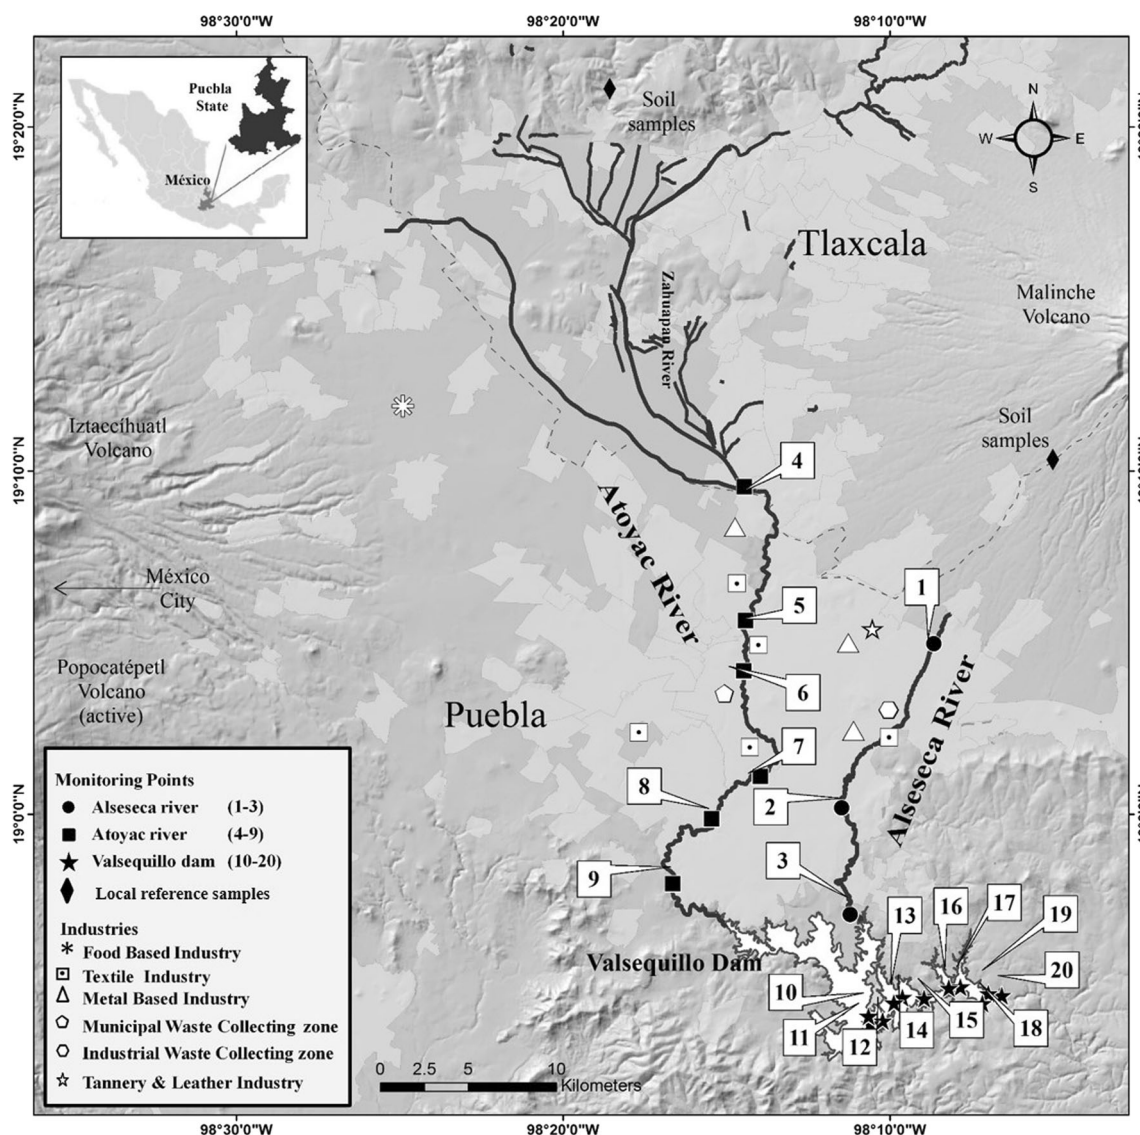 98°30'0"W
98°20'0"W
98°10'0"W
19°20'0"N
19°10'0"N
19°0'0"N
Puebla
State
México
Soil
samples
N
W
E
S
Tlaxcala
Zahuapan River
Malinche
Volcano
Iztaccíhuatl
Volcano
Soil
samples
4
Atoyac River
México
City
5
1
Popocatépetl
Volcano
(active)
Puebla
6
Alseseca River
7
8
2
9
3
13
16
17
19
Valsequillo Dam
20
10
11
12
14
15
18
Monitoring Points
Alseseca river (1-3)
Atoyac river (4-9)
Valsequillo dam (10-20)
Local reference samples
Industries
Food Based Industry
Textile Industry
Metal Based Industry
Municipal Waste Collecting zone
Industrial Waste Collecting zone
Tannery & Leather Industry
0 2.5 5 10
Kilometers
98°30'0"W
98°20'0"W
98°10'0"W